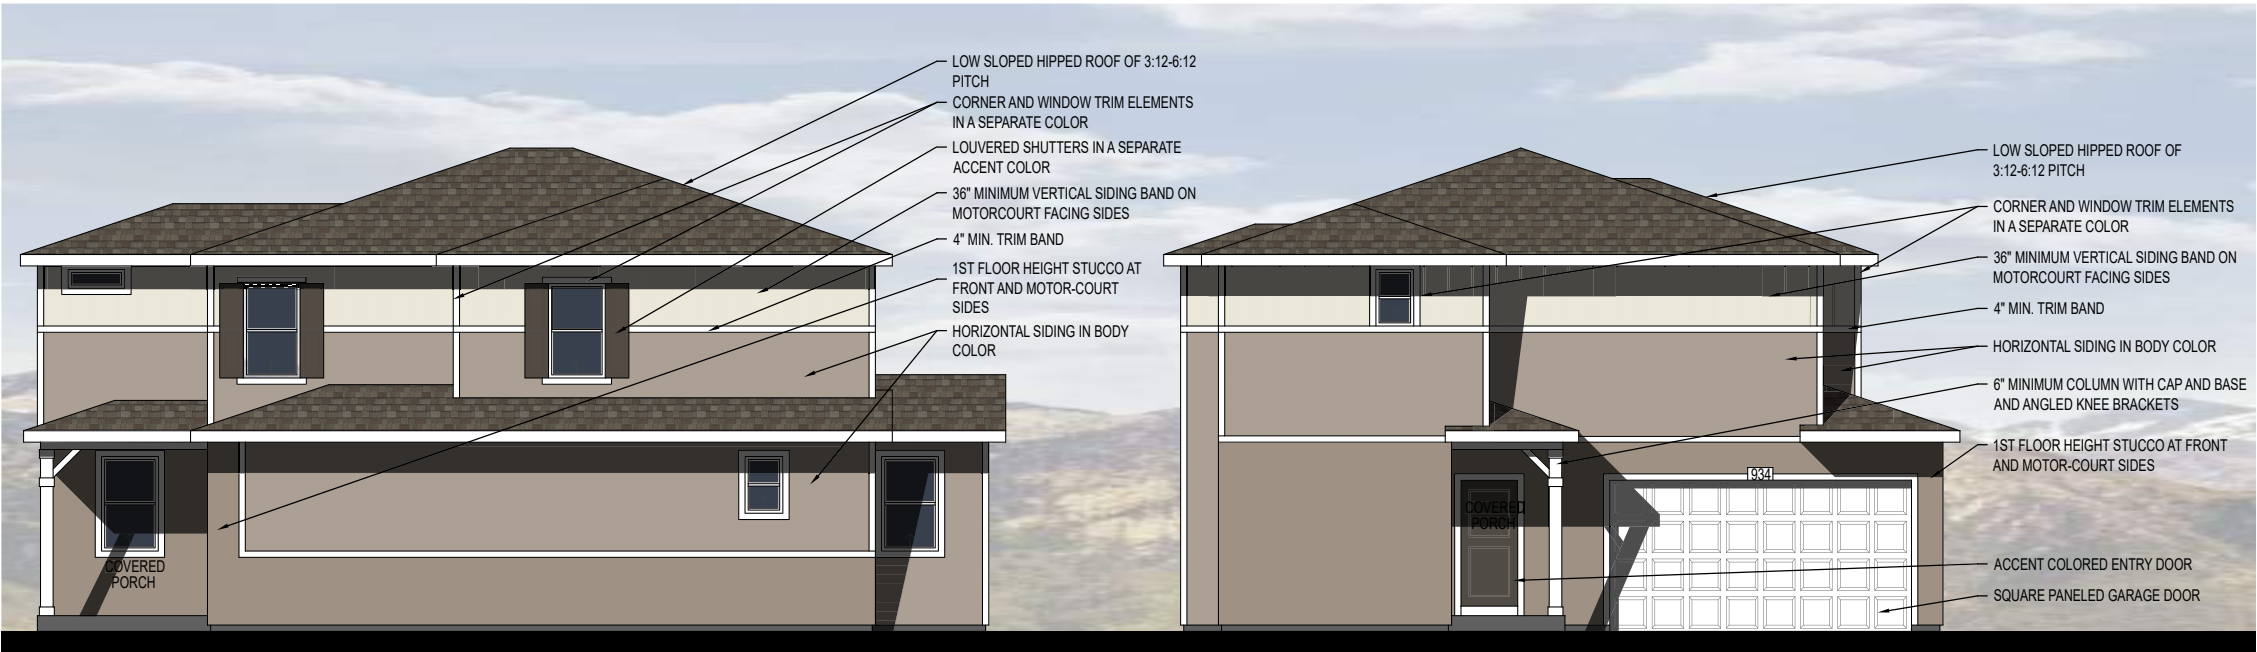 LOW SLOPED HIPPED ROOF OF 3:12-6:12
PITCH
CORNER AND WINDOW TRIM ELEMENTS
IN A SEPARATE COLOR
LOUVERED SHUTTERS IN A SEPARATE
ACCENT COLOR
36" MINIMUM VERTICAL SIDING BAND ON
MOTORCOURT FACING SIDES
4" MIN. TRIM BAND
1ST FLOOR HEIGHT STUCCO AT
FRONT AND MOTOR-COURT
SIDES
HORIZONTAL SIDING IN BODY
COLOR
COVERED
PORCH
LOW SLOPED HIPPED ROOF OF
3:12-6:12 PITCH
CORNER AND WINDOW TRIM ELEMENTS
IN A SEPARATE COLOR
36" MINIMUM VERTICAL SIDING BAND ON
MOTORCOURT FACING SIDES
4" MIN. TRIM BAND
HORIZONTAL SIDING IN BODY COLOR
6" MINIMUM COLUMN WITH CAP AND BASE
AND ANGLED KNEE BRACKETS
1ST FLOOR HEIGHT STUCCO AT FRONT
AND MOTOR-COURT SIDES
934
COVERED
PORCH
ACCENT COLORED ENTRY DOOR
SQUARE PANELED GARAGE DOOR